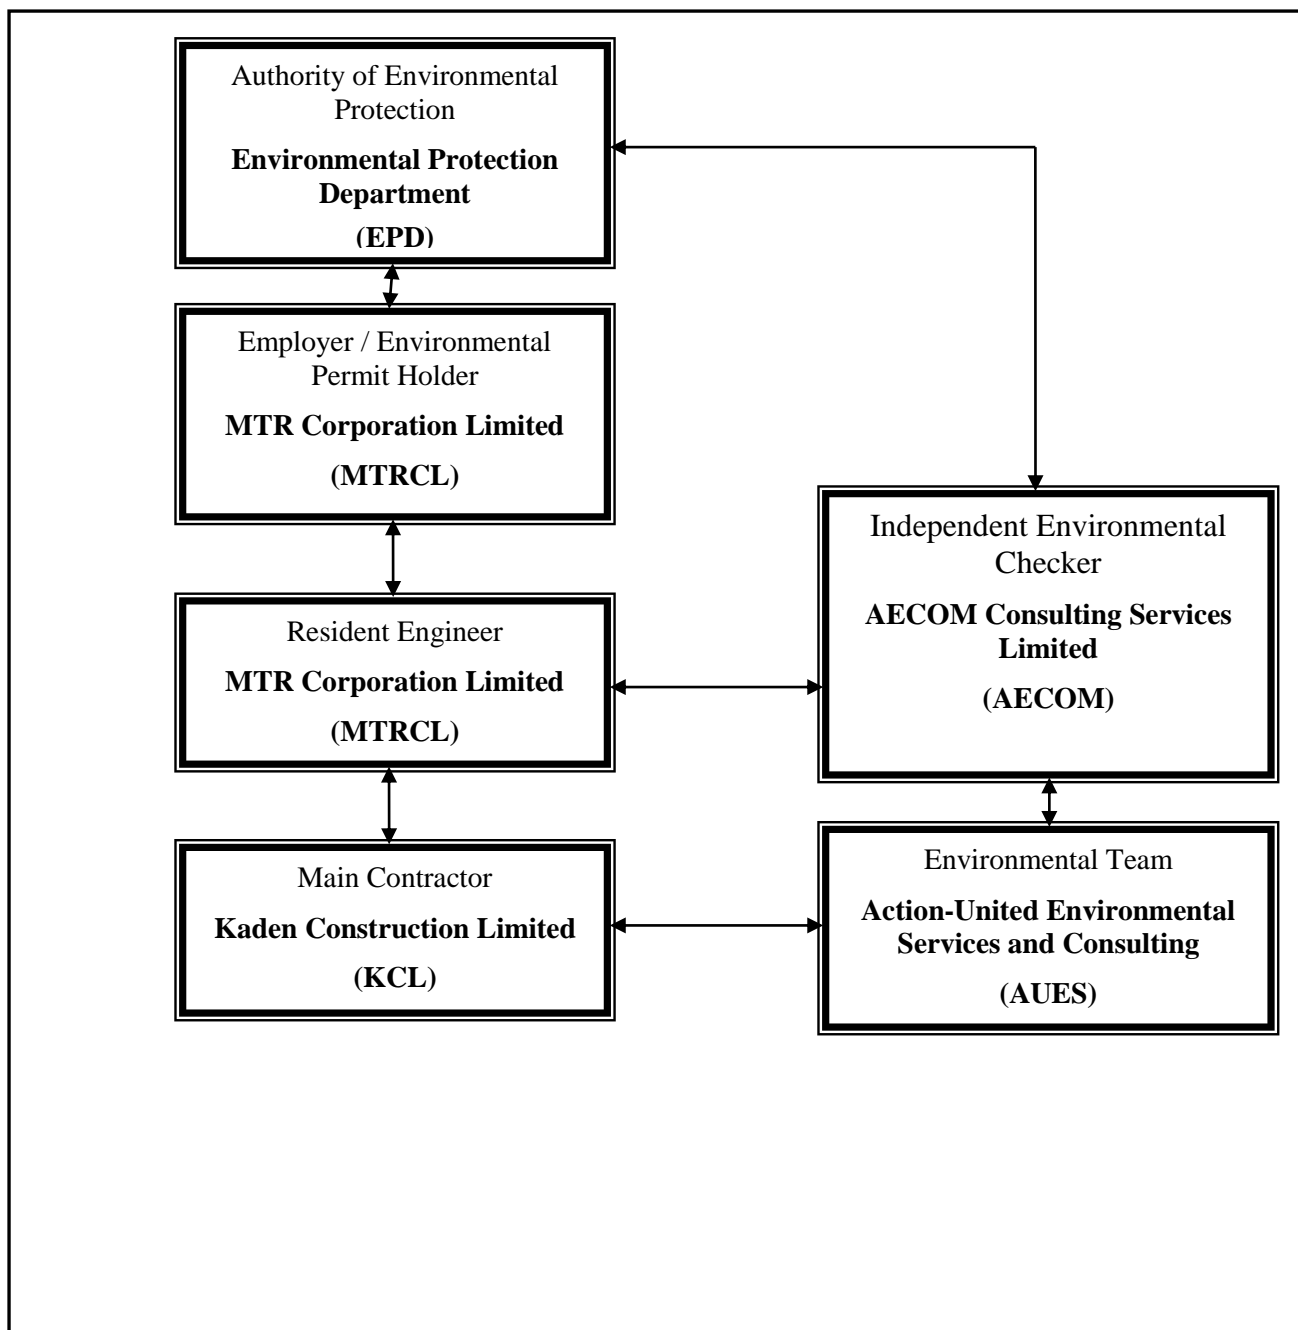 Authority of Environmental
Protection
Environmental Protection
Department
(EPD)
Employer / Environmental
Permit Holder
MTR Corporation Limited
(MTRCL)
Resident Engineer
MTR Corporation Limited
(MTRCL)
Main Contractor
Kaden Construction Limited
(KCL)
Independent Environmental
Checker
AECOM Consulting Services
Limited
(AECOM)
Environmental Team
Action-United Environmental
Services and Consulting
(AUES)